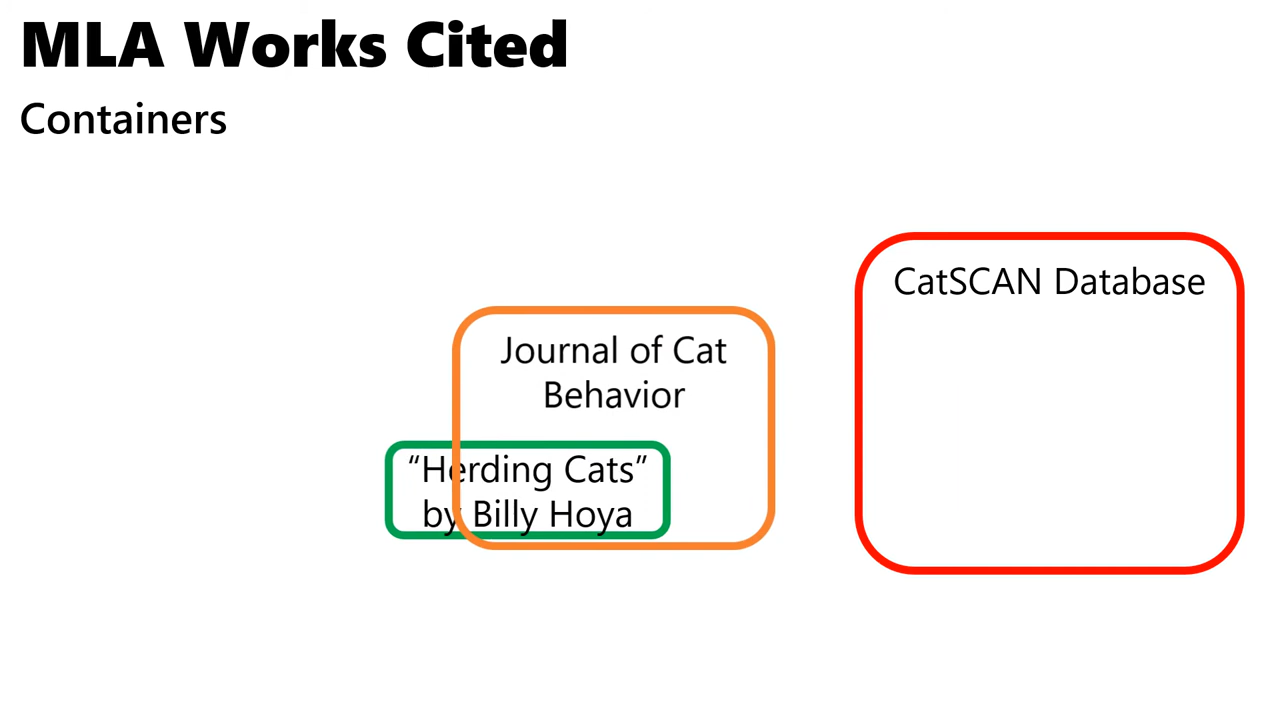 MLA Works Cited
Containers
CatSCAN Database
Journal of Cat
Behavior
“Herding Cats”
by Billy Hoya